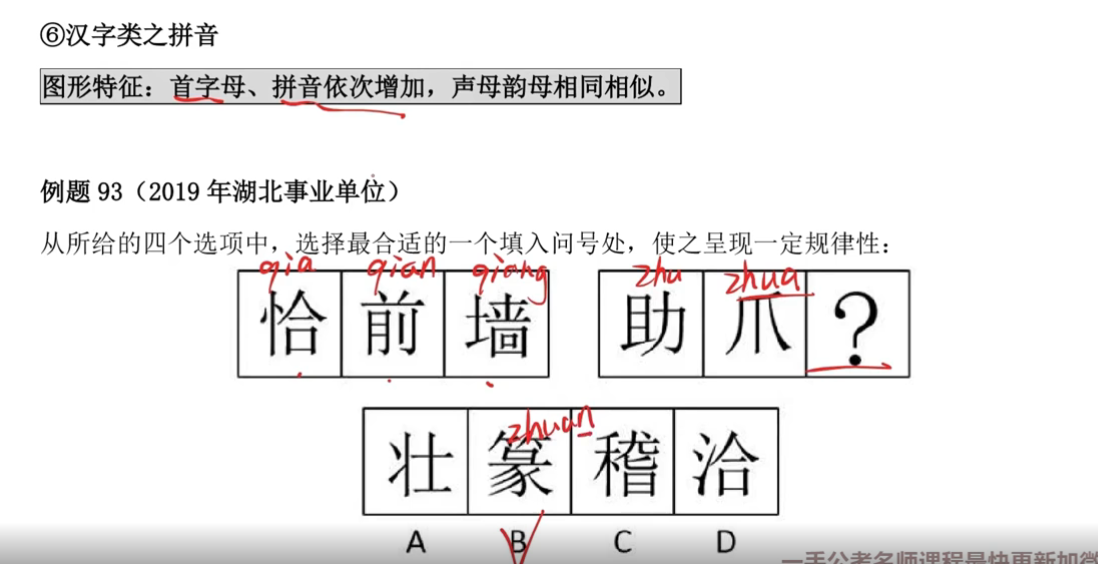 ⑥汉字类之拼音
图形特征：首字母、拼音依次增加，声母韵母相同相似。
例题 93（2019 年湖北事业单位）
从所给的四个选项中，选择最合适的一个填入问号处，使之呈现一定规律性：
qia qian qiang zhu zhua
恰 前 墙 助 爪 ?
zhuan
壮 篆 稽 洽
A B C D
一手公考名师课程最快更新加微